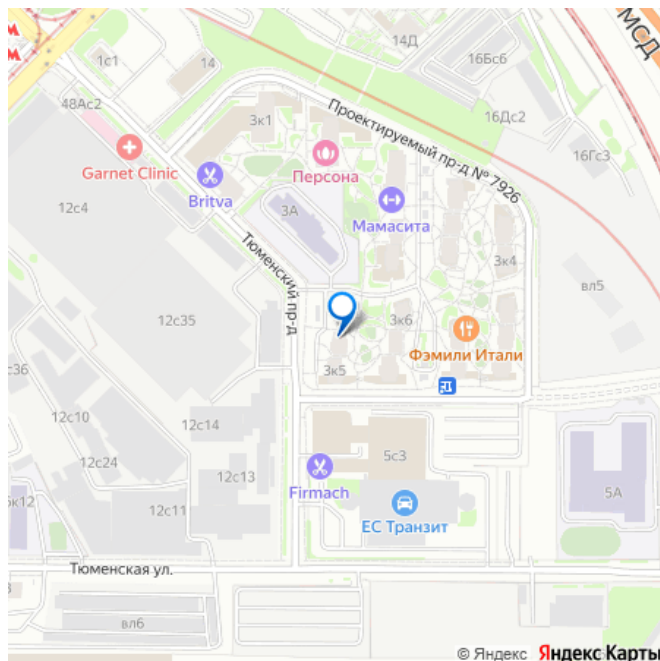 М
М
МСД
1с1
14
14Д
16Бс6
48Ас2
3к1
Проектируемый пр-д № 7926
16Дс2
16Гс3
Garnet Clinic
Britva
Персона
12с4
3А
Мамасита
Тюменский пр-д
3к4
вл5
12с35
3к6
Фэмили Итали
3к5
с36
12с10
12с14
12с24
12с13
5с3
Firmach
5А
к12
12с11
ЕС Транзит
Тюменская ул.
вл6
© Яндекс Яндекс Карты